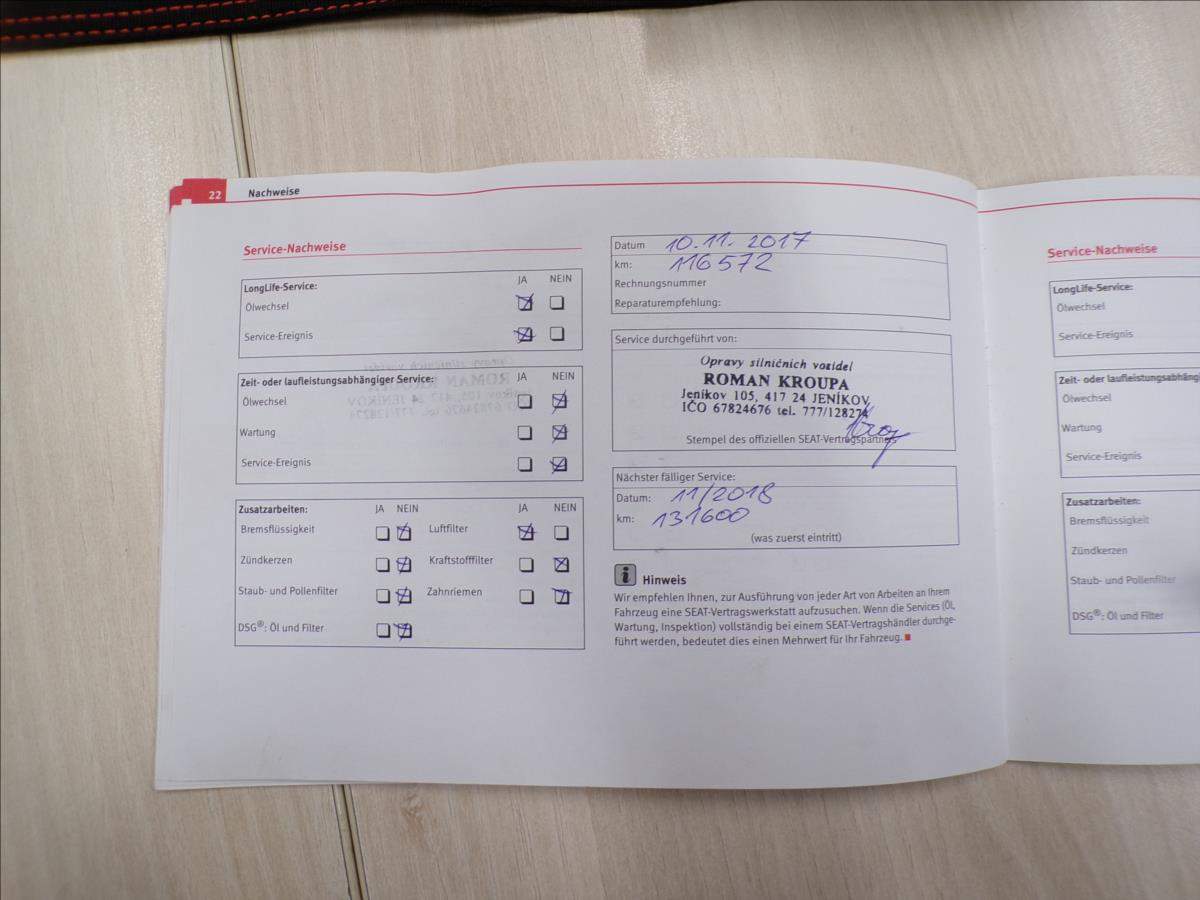 22 Nachweise
Service-Nachweise
JA NEIN
LongLife-Service:
Ölwechsel
Service-Ereignis
Zeit- oder laufleistungsabhängiger Service: JA NEIN
Ölwechsel
Wartung
Service-Ereignis
Zusatzarbeiten: JA NEIN JA NEIN
Bremsflüssigkeit Luftfilter
Zündkerzen Kraftstofffilter
Staub- und Pollenfilter Zahnriemen
DSG®: Öl und Filter
Datum 10.11. 2017
km: 116572
Rechnungsnummer
Reparaturempfehlung:
Service durchgeführt von:
Opravy silničních vozidel
ROMAN KROUPA
Jeníkov 105, 417 24 JENÍKOV
IČO 67824676 tel. 777/128274
Stempel des offiziellen SEAT-Vertragspartners
Nächster fälliger Service:
Datum: 11/2018
km: 131600
(was zuerst eintritt)
Hinweis
Wir empfehlen Ihnen, zur Ausführung von jeder Art von Arbeiten an Ihrem
Fahrzeug eine SEAT-Vertragswerkstatt aufzusuchen. Wenn die Services (Öl,
Wartung, Inspektion) vollständig bei einem SEAT-Vertragshändler durchge-
führt werden, bedeutet dies einen Mehrwert für Ihr Fahrzeug.
Service-Nachweise
LongLife-Service:
Ölwechsel
Service-Ereignis
Zeit- oder laufleistungsabhängi
Ölwechsel
Wartung
Service-Ereignis
Zusatzarbeiten:
Bremsflüssigkeit
Zündkerzen
Staub- und Pollenfilter
DSG®: Öl und Filter